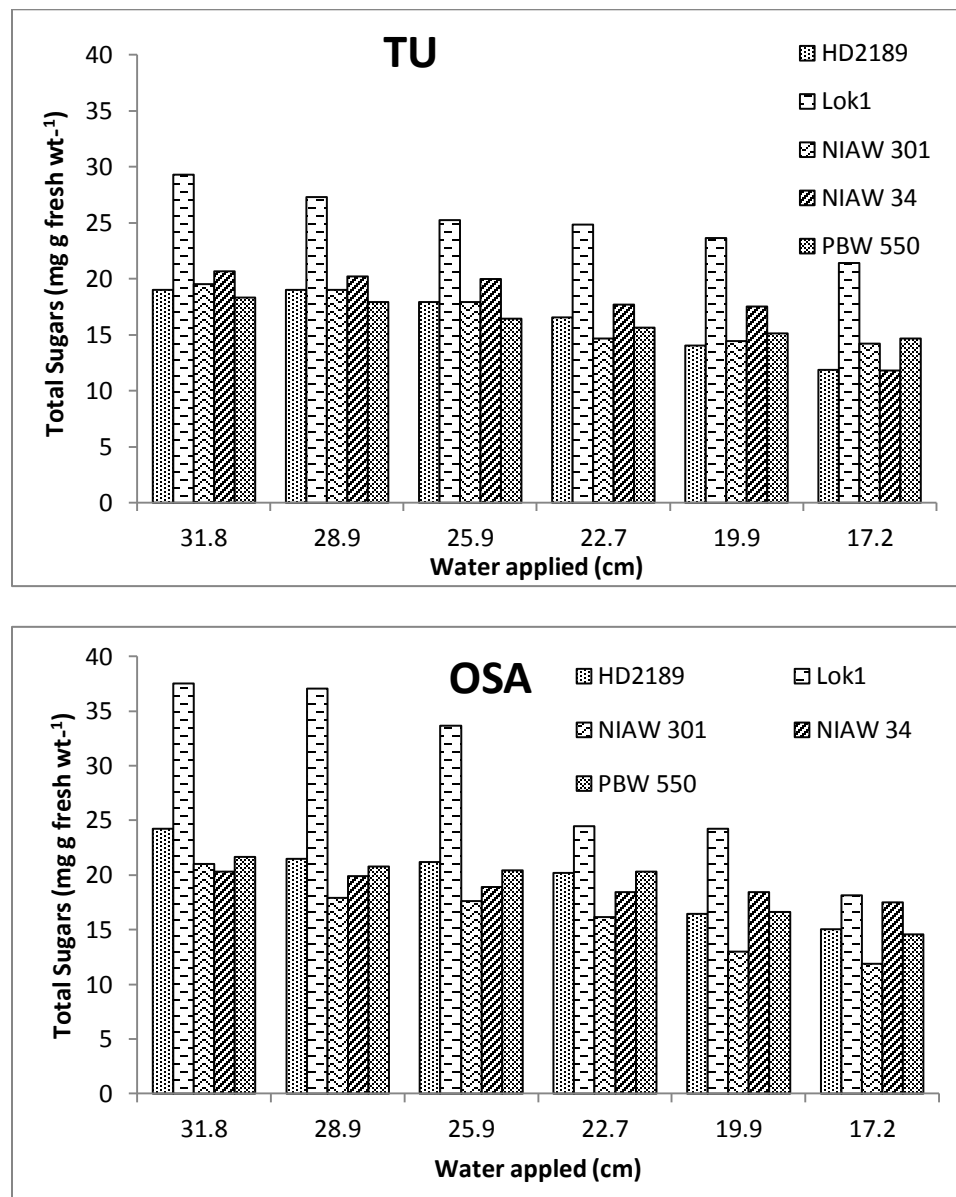 TU
HD2189
Lok1
NIAW 301
NIAW 34
PBW 550
Total Sugars (mg g fresh wt-¹)
40
35
30
25
20
15
10
5
0
31.8 28.9 25.9 22.7 19.9 17.2
Water applied (cm)
OSA
HD2189 Lok1
NIAW 301 NIAW 34
PBW 550
Total Sugars (mg g fresh wt-¹)
40
35
30
25
20
15
10
5
0
31.8 28.9 25.9 22.7 19.9 17.2
Water appled (cm)